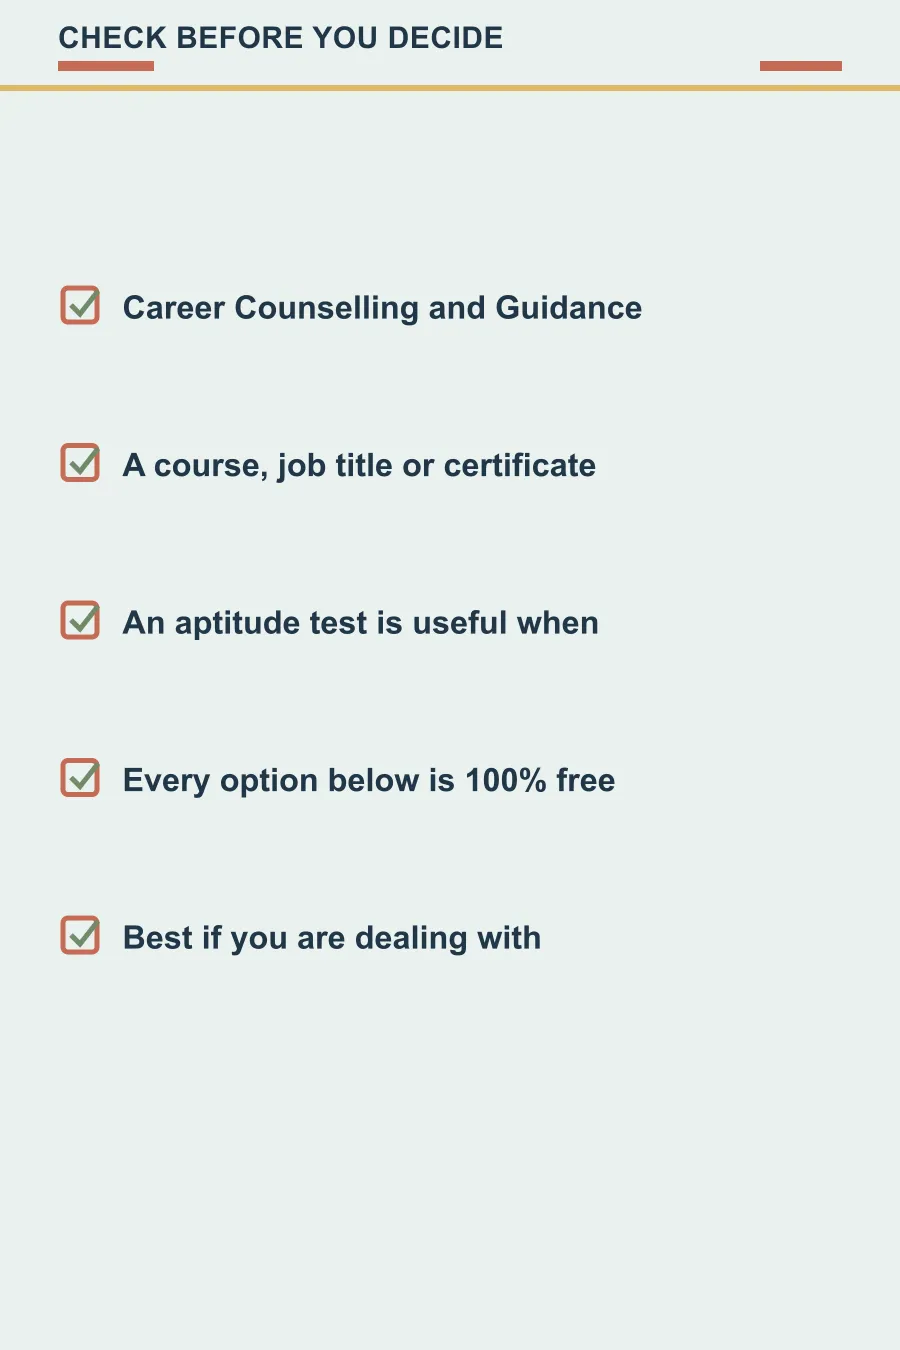 CHECK BEFORE YOU DECIDE
Career Counselling and Guidance
A course, job title or certificate
An aptitude test is useful when
Every option below is 100% free
Best if you are dealing with